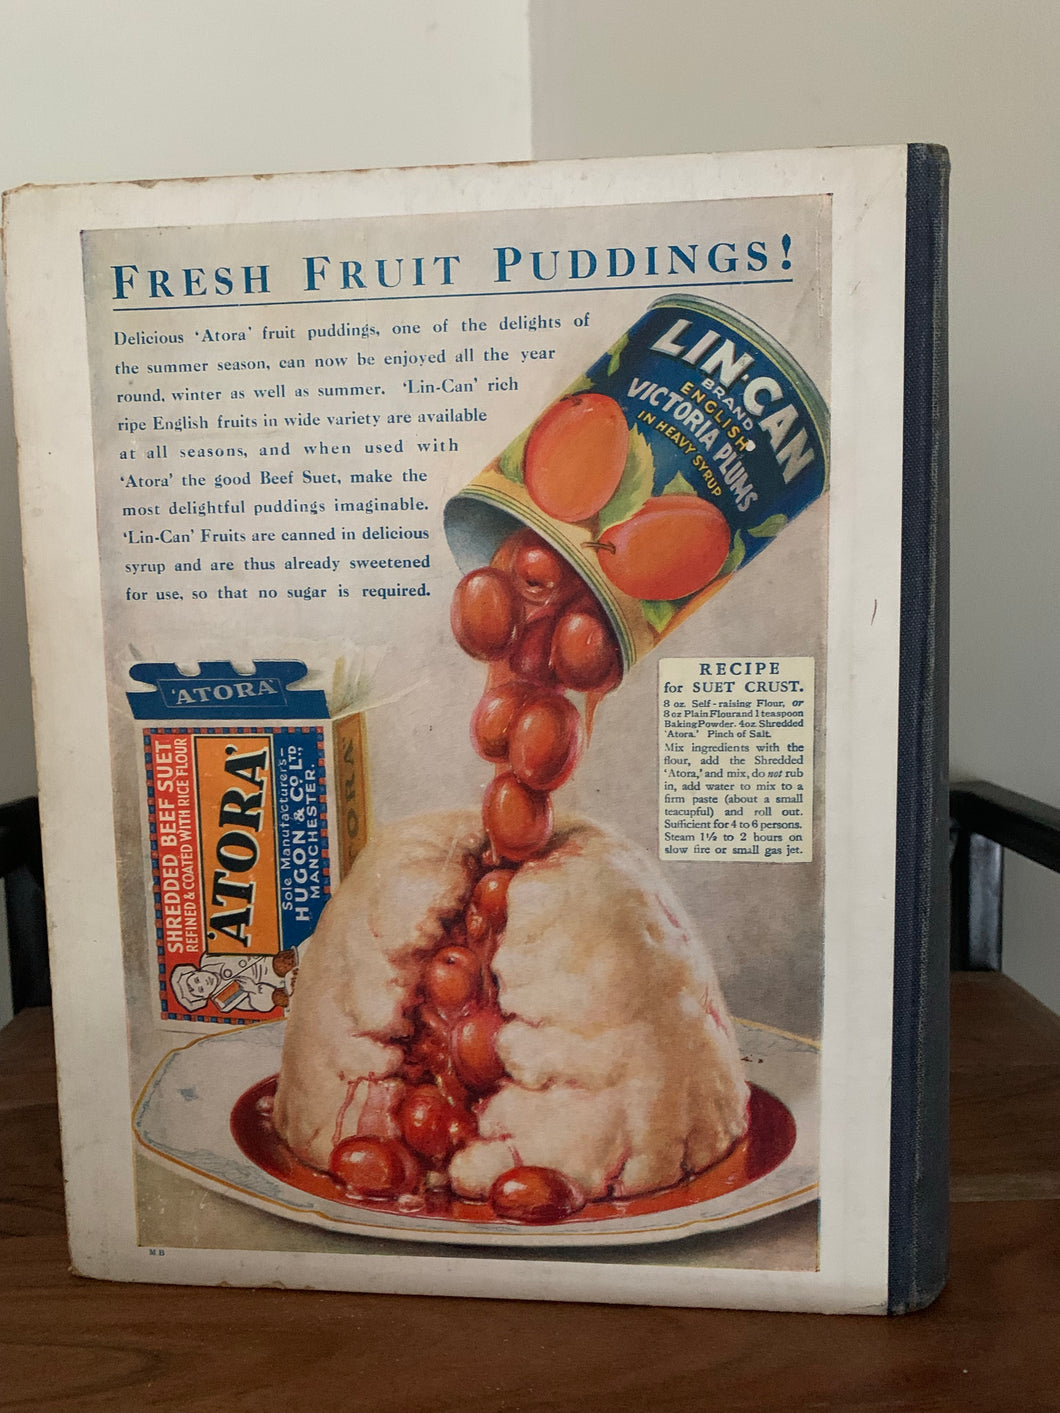 FRESH FRUIT PUDDINGS!
Delicious 'Atora' fruit puddings, one of the delights of
the summer season, can now be enjoyed all the year
round, winter as well as summer. 'Lin-Can' rich
ripe English fruits in wide variety are available
at all seasons, and when used with
'Atora' the good Beef Suet, make the
most delightful puddings imaginable.
'Lin-Can' Fruits are canned in delicious
syrup and are thus already sweetened
for use, so that no sugar is required.
LIN·CAN
BRAND
ENGLISH
VICTORIA PLUMS
IN HEAVY SYRUP
'ATORA'
SHREDDED BEEF SUET
REFINED & COATED WITH RICE FLOUR
'ATORA'
Sole Manufacturers—
HUGON & Co LTD,
MANCHESTER.
ORA'
RECIPE
for SUET CRUST.
8 oz. Self-raising Flour, or
8 oz Plain Flour and 1 teaspoon
Baking Powder. 4oz. Shredded
'Atora.' Pinch of Salt.
Mix ingredients with the
flour, add the Shredded
'Atora,' and mix, do not rub
in, add water to mix to a
firm paste (about a small
teacupful) and roll out.
Sufficient for 4 to 6 persons.
Steam 1½ to 2 hours on
slow fire or small gas jet.
M B